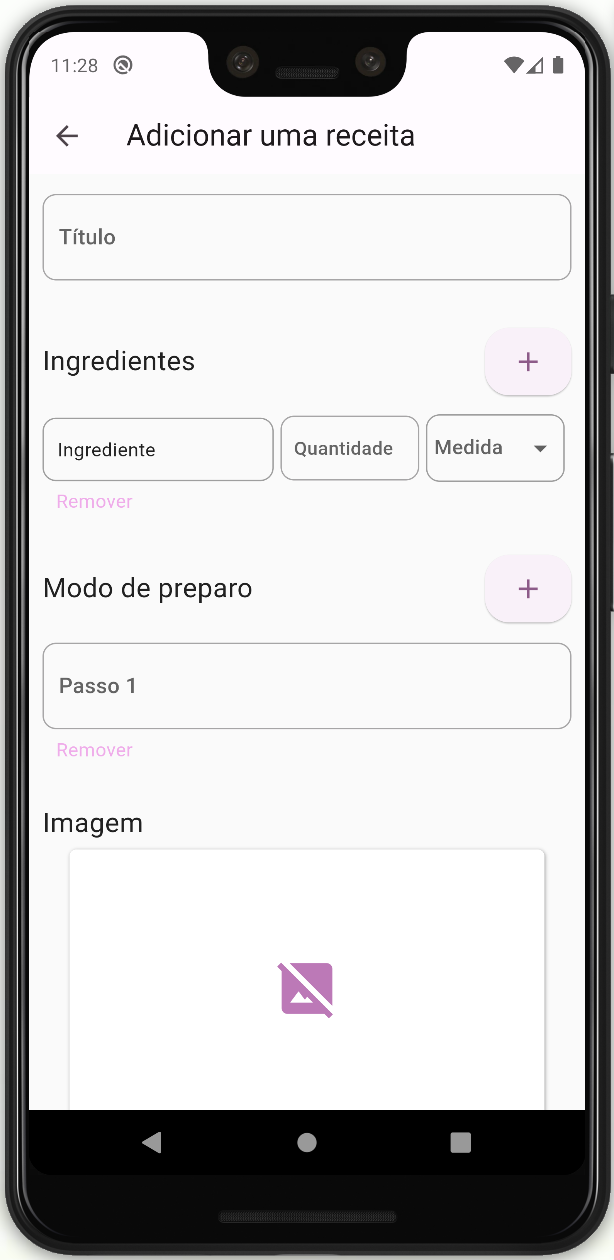 11:28
Adicionar uma receita
Título
Ingredientes
Ingrediente Quantidade Medida
Remover
Modo de preparo
Passo 1
Remover
Imagem